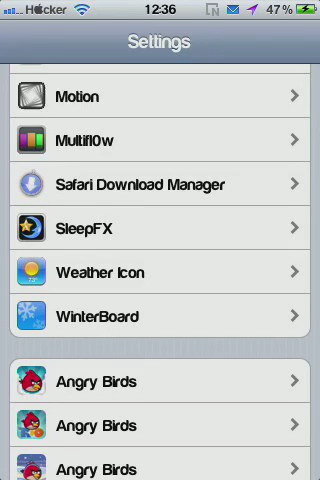 Hacker 12:36 N 47%
Settings
Motion
Multifl0w
Safari Download Manager
SleepFX
Weather Icon
WinterBoard
Angry Birds
Angry Birds
Angry Birds